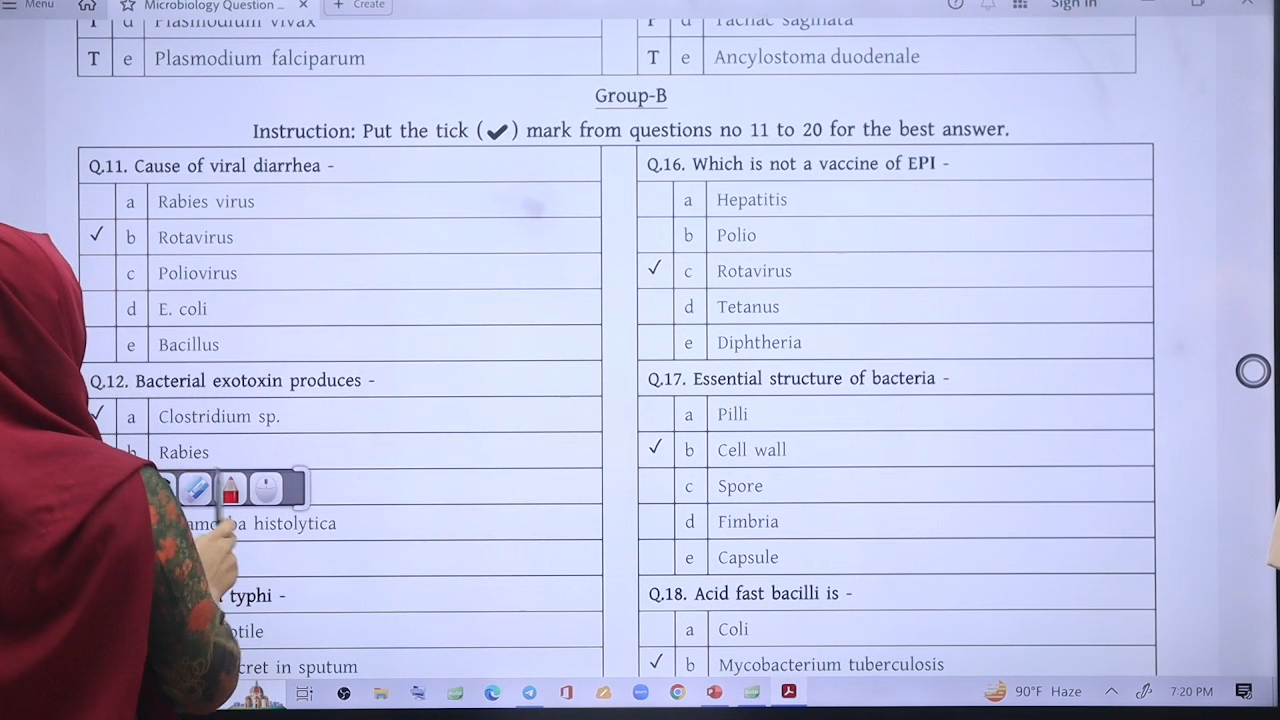 Menu
Microbiology Question ...
+ Create
Sign in
T d Plasmodium vivax
T e Plasmodium falciparum
F d Taeniae saginata
T e Ancylostoma duodenale
Group-B
Instruction: Put the tick (✔) mark from questions no 11 to 20 for the best answer.
Q.11. Cause of viral diarrhea -
a Rabies virus
✓ b Rotavirus
c Poliovirus
d E. coli
e Bacillus
Q.12. Bacterial exotoxin produces -
✓ a Clostridium sp.
b Rabies
histolytica
typhi -
cret in sputum
Q.16. Which is not a vaccine of EPI -
a Hepatitis
b Polio
✓ c Rotavirus
d Tetanus
e Diphtheria
Q.17. Essential structure of bacteria -
a Pilli
✓ b Cell wall
c Spore
d Fimbria
e Capsule
Q.18. Acid fast bacilli is -
a Coli
✓ b Mycobacterium tuberculosis
90°F Haze
7:20 PM